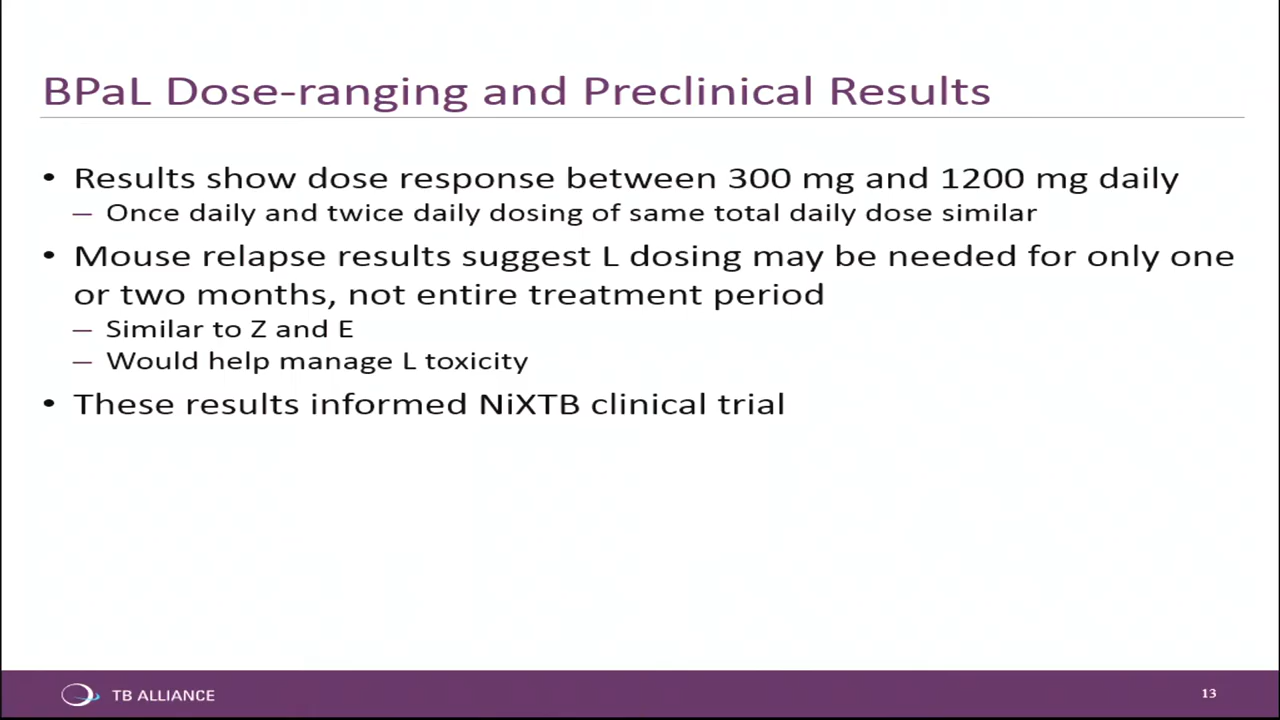 BPaL Dose-ranging and Preclinical Results
• Results show dose response between 300 mg and 1200 mg daily
– Once daily and twice daily dosing of same total daily dose similar
• Mouse relapse results suggest L dosing may be needed for only one
or two months, not entire treatment period
– Similar to Z and E
– Would help manage L toxicity
• These results informed NiXTB clinical trial
TB ALLIANCE
13